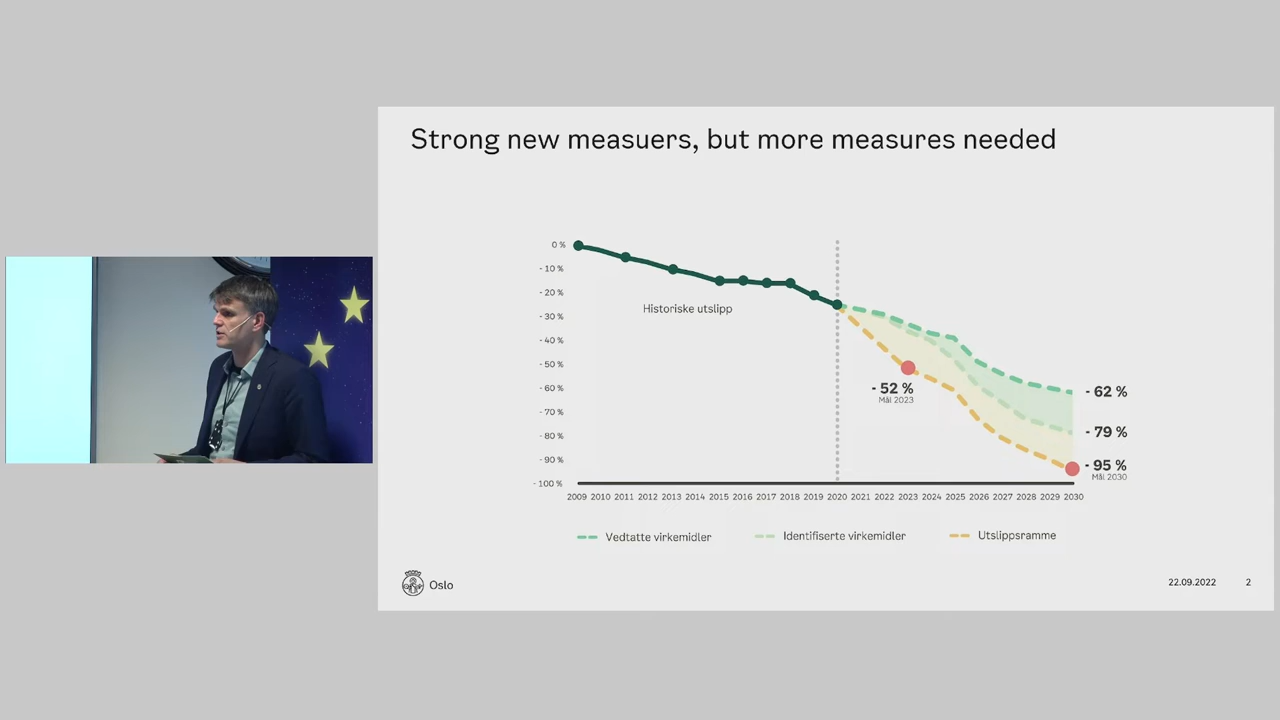 Strong new measuers, but more measures needed
0 %
- 10 %
- 20 %
- 30 %
- 40 %
- 50 %
- 60 %
- 70 %
- 80 %
- 90 %
- 100 %
Historiske utslipp
- 52 %
Mål 2023
- 62 %
- 79 %
- 95 %
Mål 2030
2009 2010 2011 2012 2013 2014 2015 2016 2017 2018 2019 2020 2021 2022 2023 2024 2025 2026 2027 2028 2029 2030
Vedtatte virkemidler Identifiserte virkemidler Utslippsramme
Oslo
22.09.2022 2